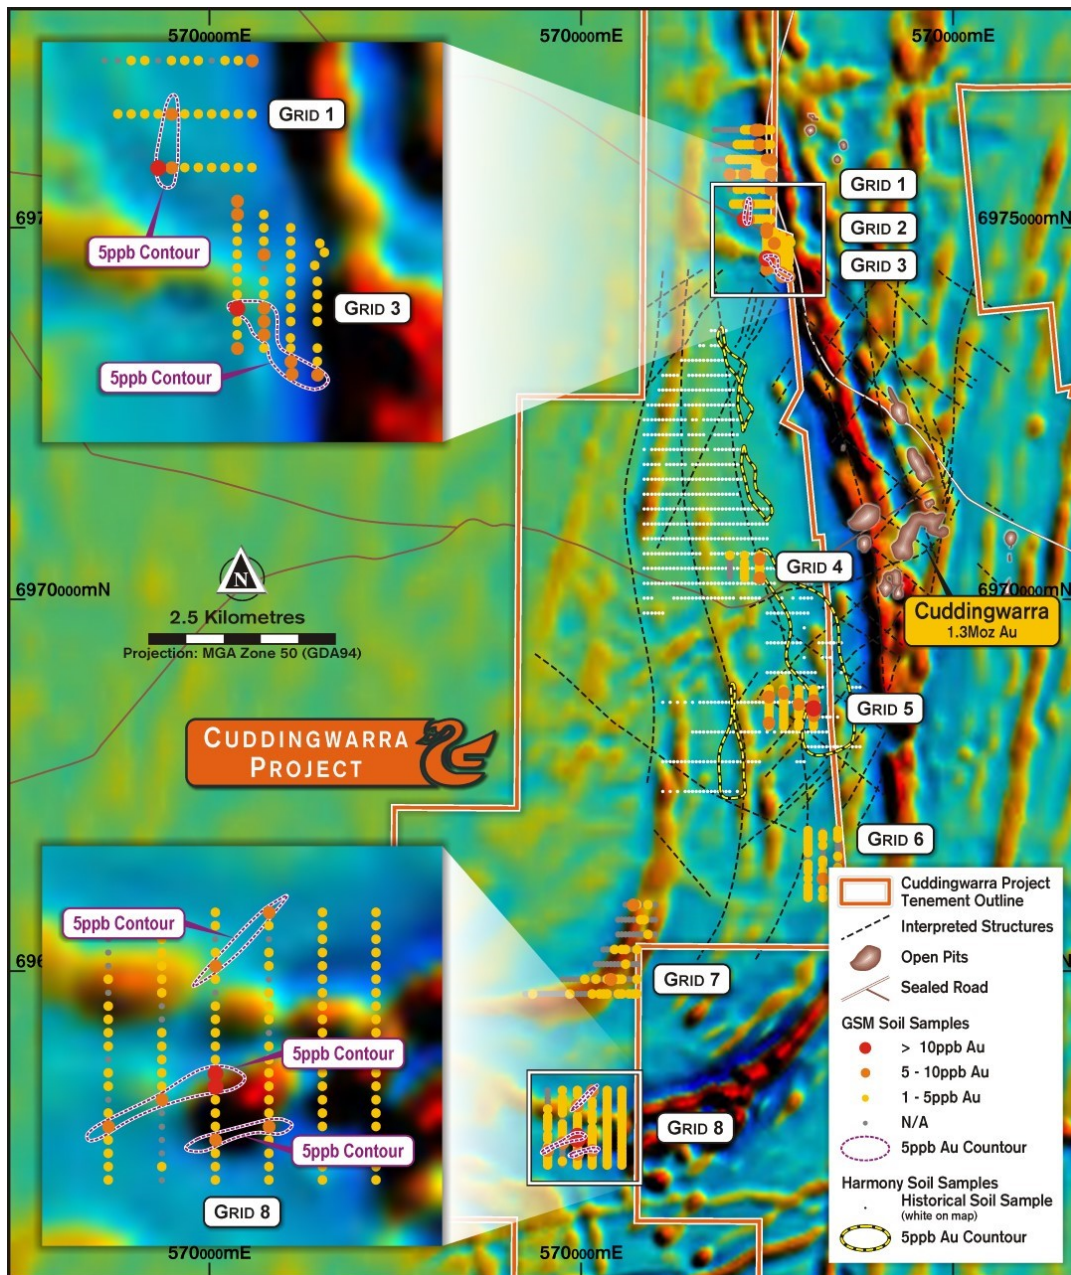 570000mE
570000mE
570000mE
GRID 1
5ppb Contour
GRID 3
5ppb Contour
697
GRID 1
GRID 2
GRID 3
6975000mN
N
2.5 Kilometres
Projection: MGA Zone 50 (GDA94)
6970000mN
GRID 4
6970000mN
Cuddingwarra
1.3Moz Au
CUDDINGWARRA
PROJECT
GRID 5
GRID 6
GRID 7
GRID 8
696
N
5ppb Contour
5ppb Contour
5ppb Contour
GRID 8
570000mE
570000mE
Cuddingwarra Project
Tenement Outline
Interpreted Structures
Open Pits
Sealed Road
GSM Soil Samples
> 10ppb Au
5 - 10ppb Au
1 - 5ppb Au
N/A
5ppb Au Countour
Harmony Soil Samples
Historical Soil Sample
(white on map)
5ppb Au Countour